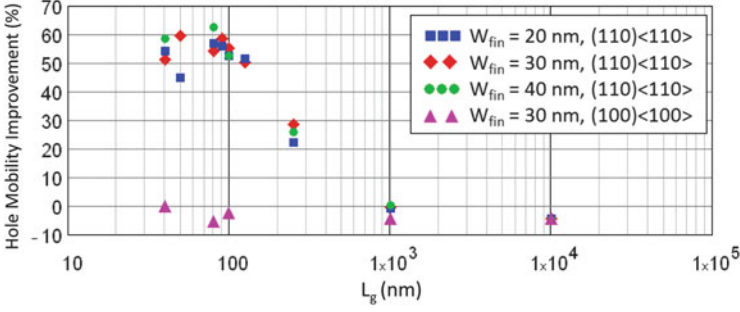 Hole Mobility Improvement (%)
70
60
50
40
30
20
10
0
- 10
W_fin = 20 nm, (110)<110>
W_fin = 30 nm, (110)<110>
W_fin = 40 nm, (110)<110>
W_fin = 30 nm, (100)<100>
10 100 1×10^3 1×10^4 1×10^5
L_g (nm)